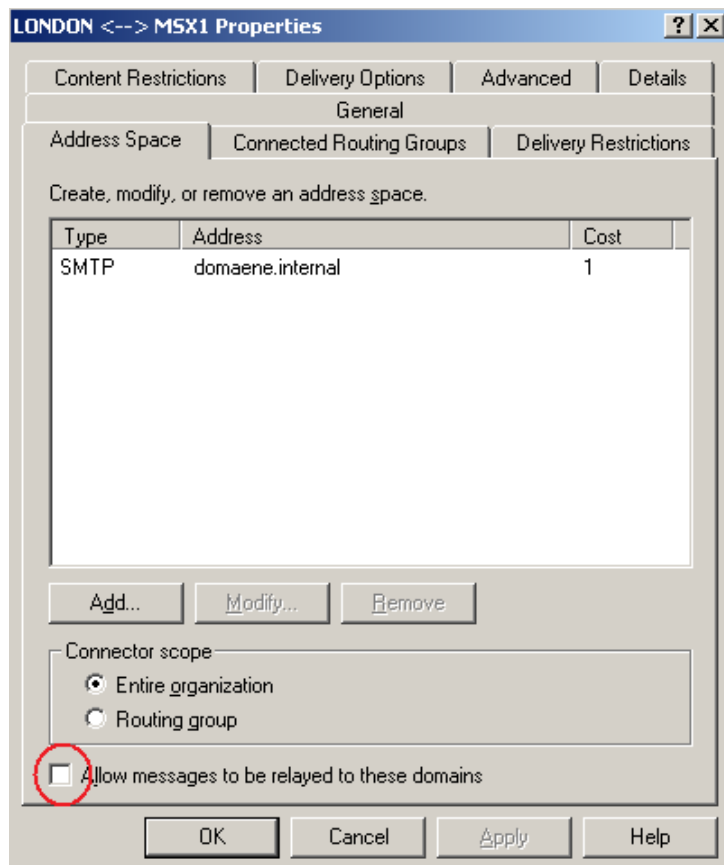 LONDON <--> MSX1 Properties
Content Restrictions Delivery Options Advanced Details
General
Address Space Connected Routing Groups Delivery Restrictions
Create, modify, or remove an address space.
Type Address Cost
SMTP domaene.internal 1
Add... Modify... Remove
Connector scope
Entire organization
Routing group
Allow messages to be relayed to these domains
OK Cancel Apply Help